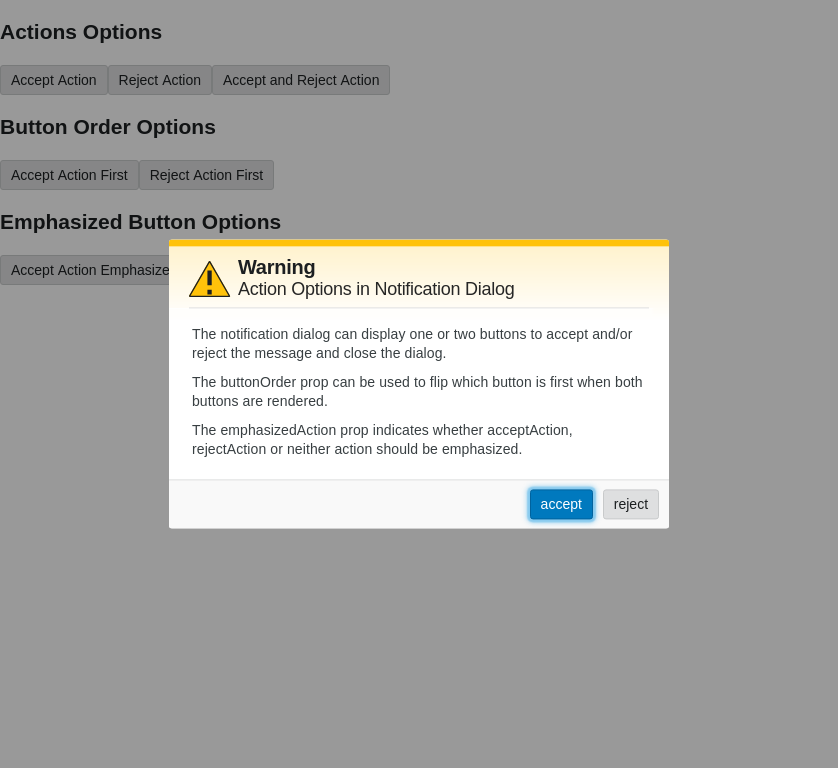 Actions Options
Accept Action Reject Action Accept and Reject Action
Button Order Options
Accept Action First Reject Action First
Emphasized Button Options
Accept Action
Warning
Action Options in Notification Dialog
The notification dialog can display one or two buttons to accept and/or
reject the message and close the dialog.
The buttonOrder prop can be used to flip which button is first when both
buttons are rendered.
The emphasizedAction prop indicates whether acceptAction,
rejectAction or neither action should be emphasized.
accept reject